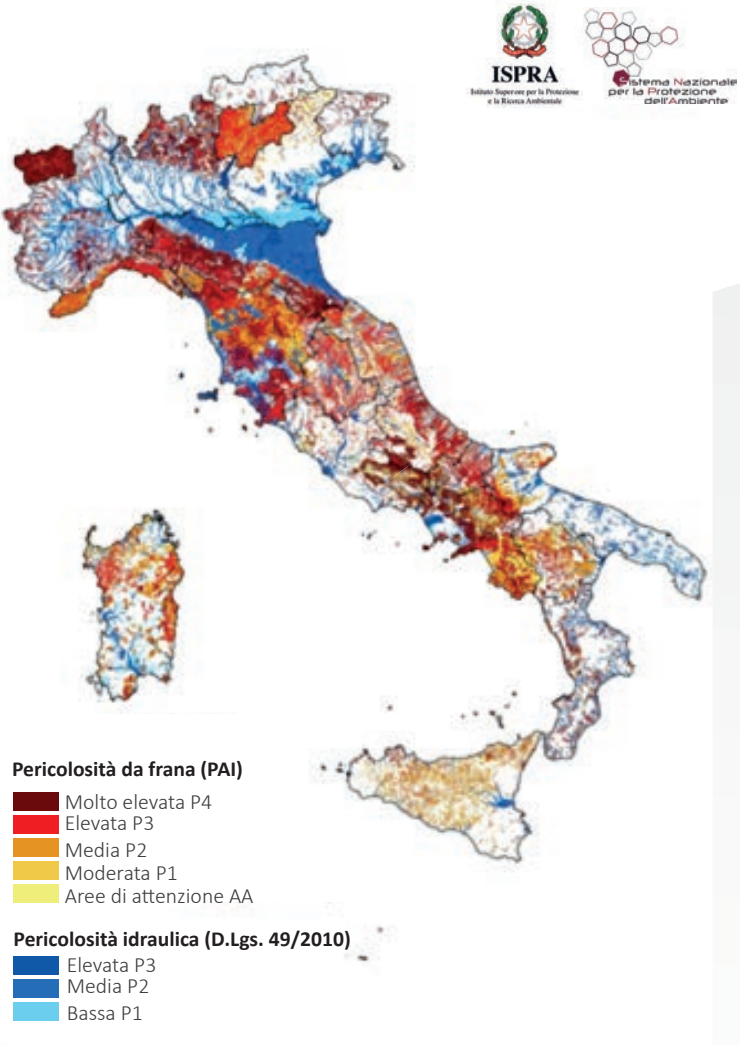 ISPRA
Istituto Superiore per la Protezione
e la Ricerca Ambientale
Sistema Nazionale
per la Protezione
dell'Ambiente
Pericolosità da frana (PAI)
Molto elevata P4
Elevata P3
Media P2
Moderata P1
Aree di attenzione AA
Pericolosità idraulica (D.Lgs. 49/2010)
Elevata P3
Media P2
Bassa P1